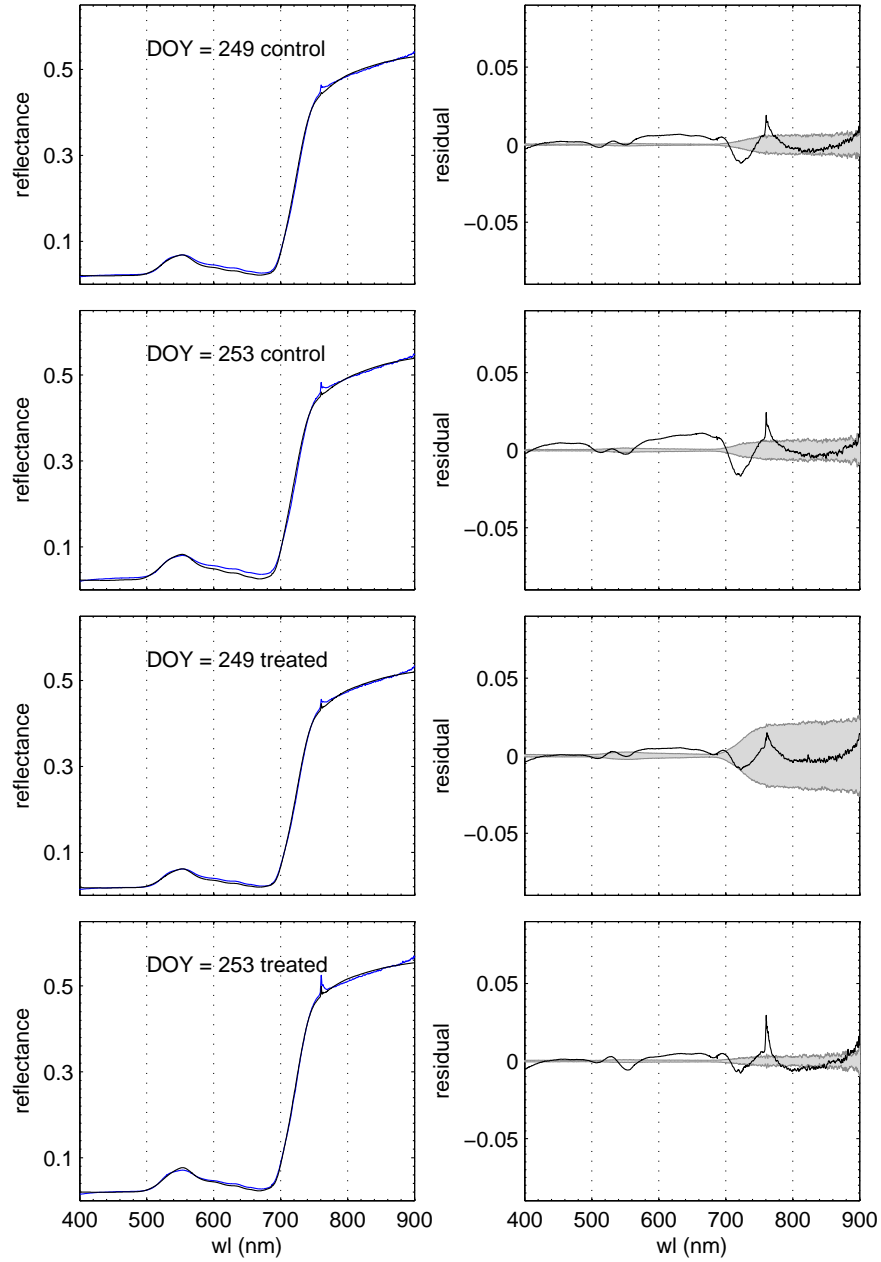 DOY = 249 control
0.5
0.3
0.1
reflectance
0.05
0
−0.05
residual
DOY = 253 control
0.5
0.3
0.1
reflectance
0.05
0
−0.05
residual
DOY = 249 treated
0.5
0.3
0.1
reflectance
0.05
0
−0.05
residual
DOY = 253 treated
0.5
0.3
0.1
reflectance
400 500 600 700 800 900
wl (nm)
0.05
0
−0.05
residual
400 500 600 700 800 900
wl (nm)